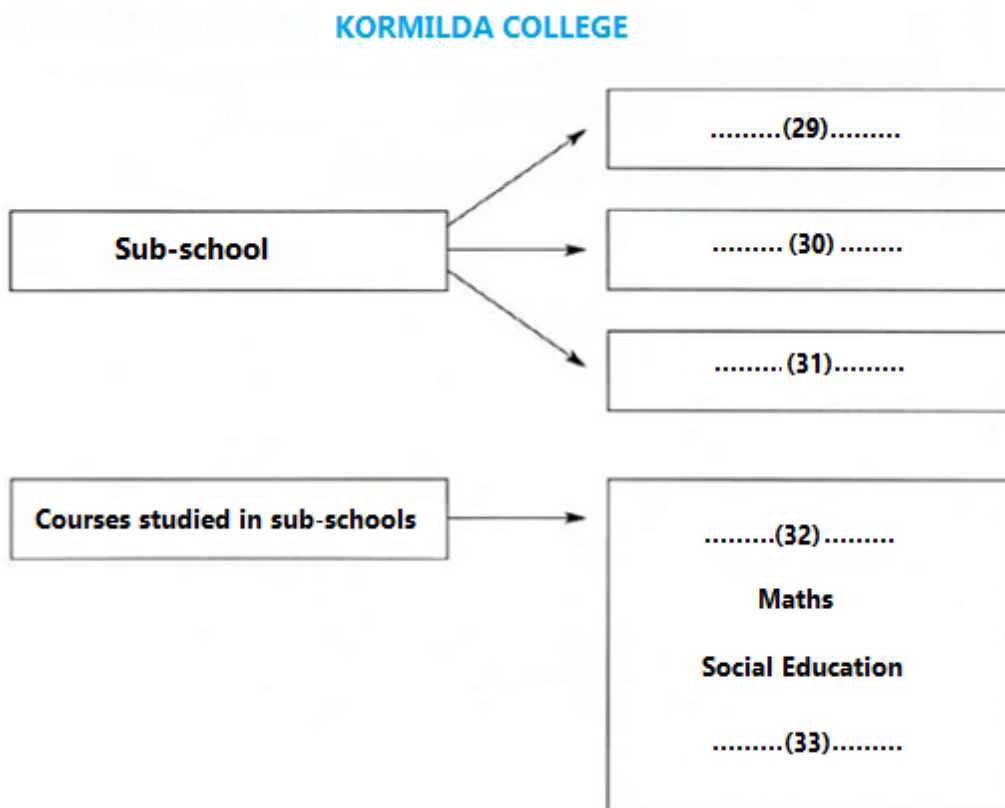 KORMILDA COLLEGE
.........(29).........
Sub-school
......... (30) ........
......... (31).........
Courses studied in sub-schools
.........(32).........
Maths
Social Education
.........(33).........